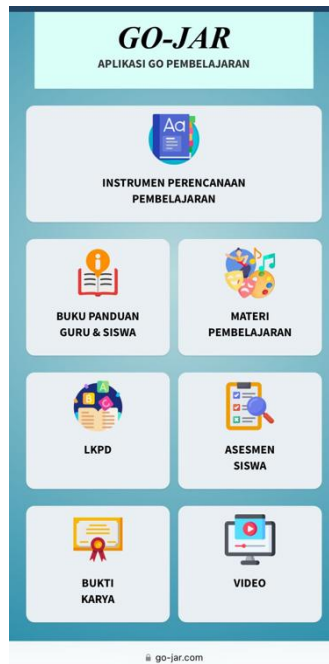 GO-JAR
APLIKASI GO PEMBELAJARAN
Aa
INSTRUMEN PERENCANAAN
PEMBELAJARAN
i
BUKU PANDUAN
GURU & SISWA
MATERI
PEMBELAJARAN
A
B
C
LKPD
ASESMEN
SISWA
BUKTI
KARYA
VIDEO
go-jar.com